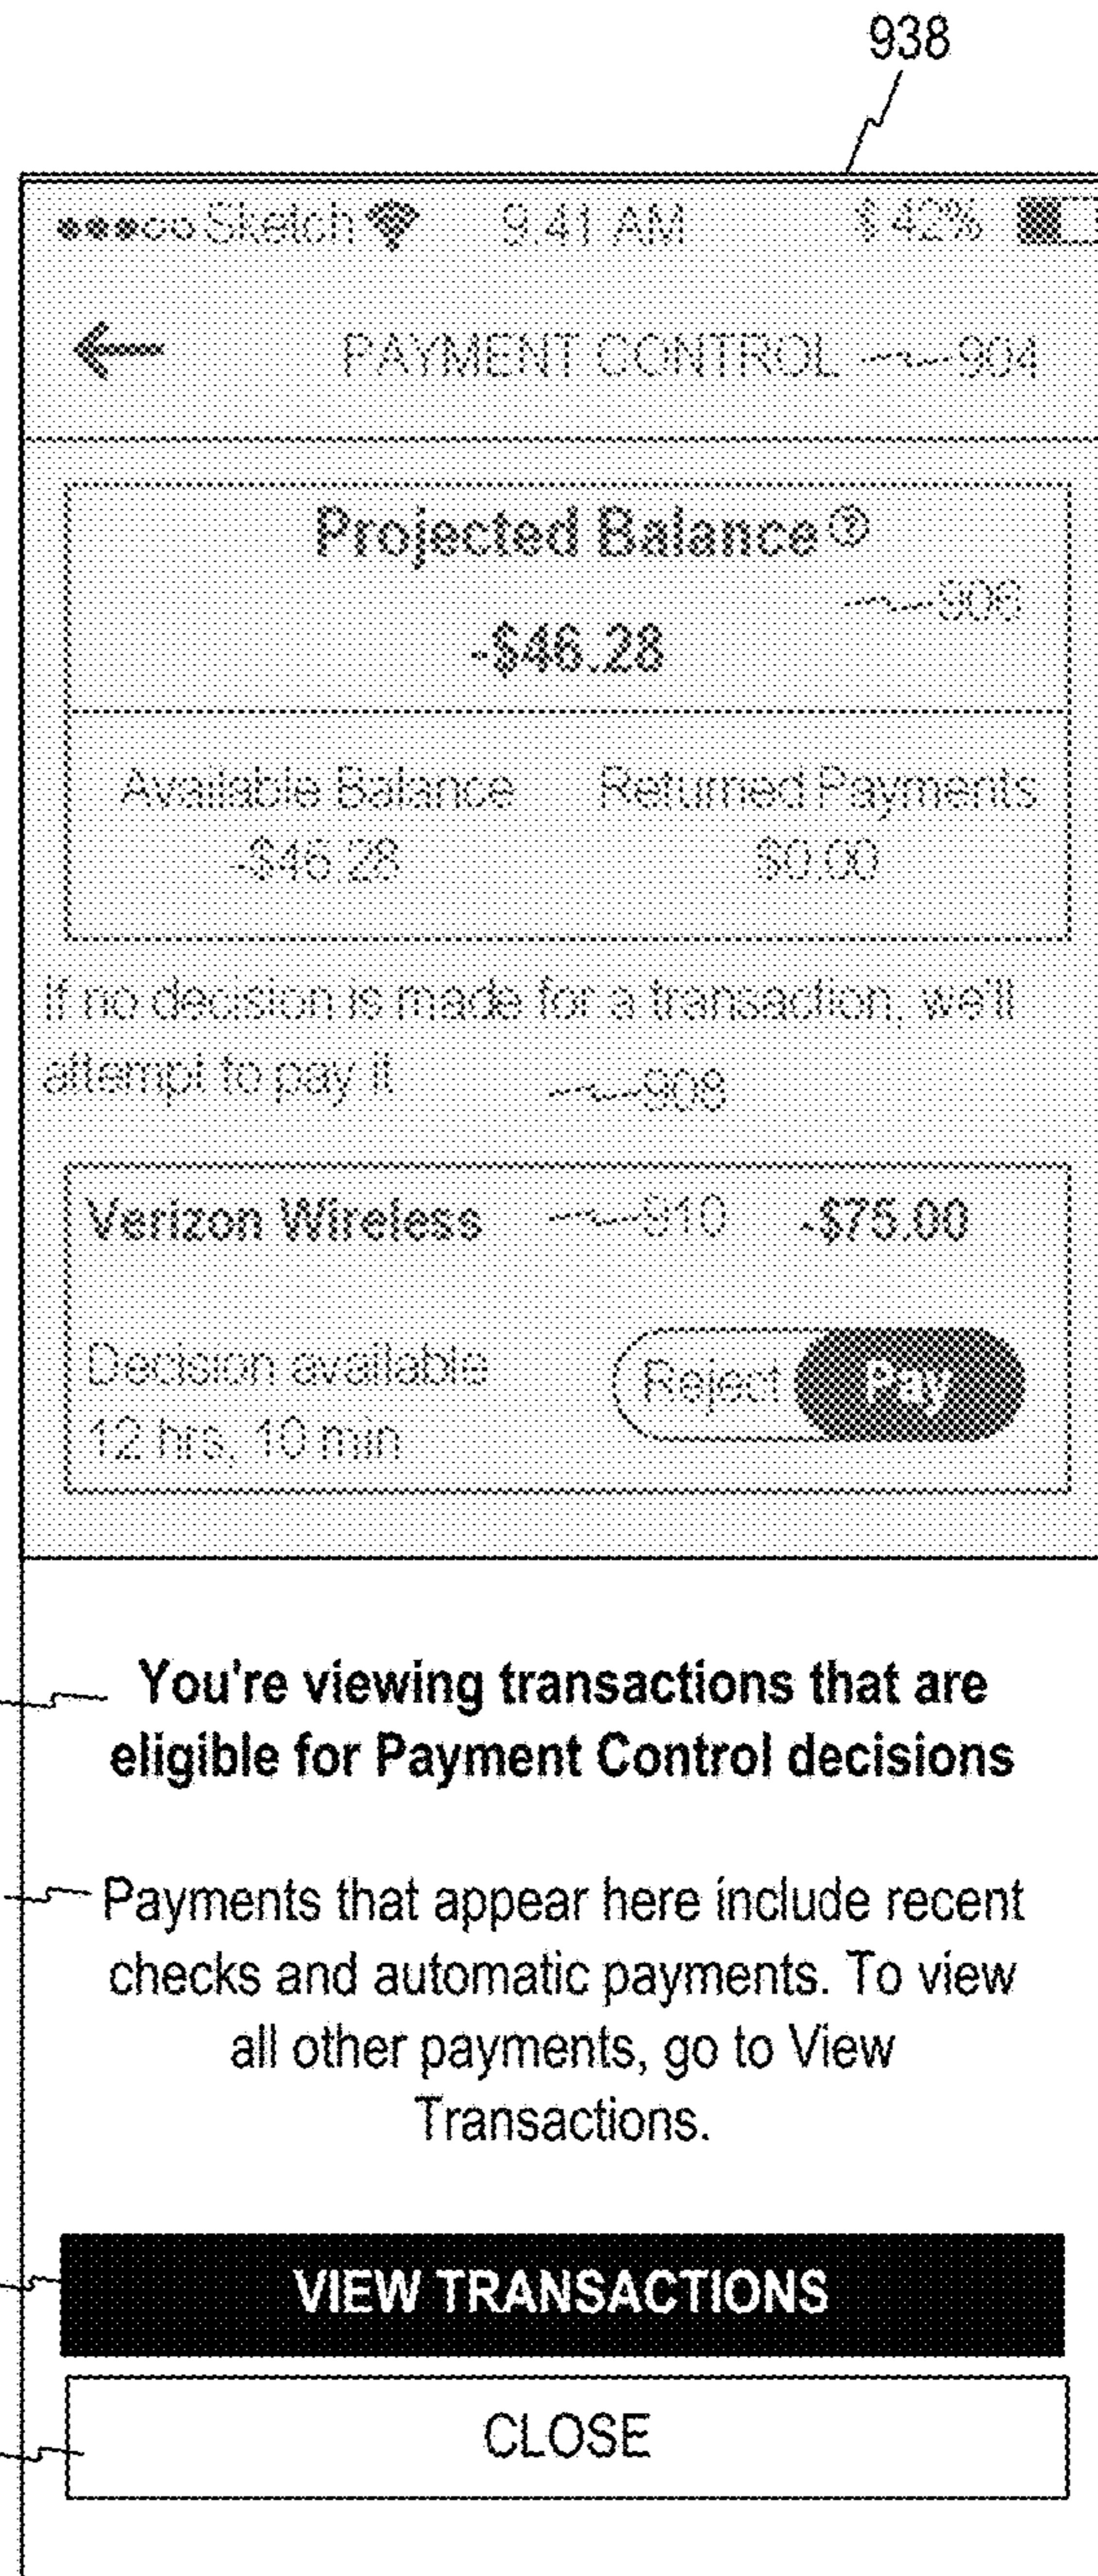 938
Sketch 9:41 AM $ 42%
PAYMENT CONTROL 904
Projected Balance ?
906
-$46.28
Available Balance Returned Payments
-$46.28 $0.00
If no decision is made for a transaction, we'll
attempt to pay it 909
Verizon Wireless 910 -$75.00
Decision available Reject Pay
12 hrs, 10 min
You're viewing transactions that are
eligible for Payment Control decisions
Payments that appear here include recent
checks and automatic payments. To view
all other payments, go to View
Transactions.
VIEW TRANSACTIONS
CLOSE